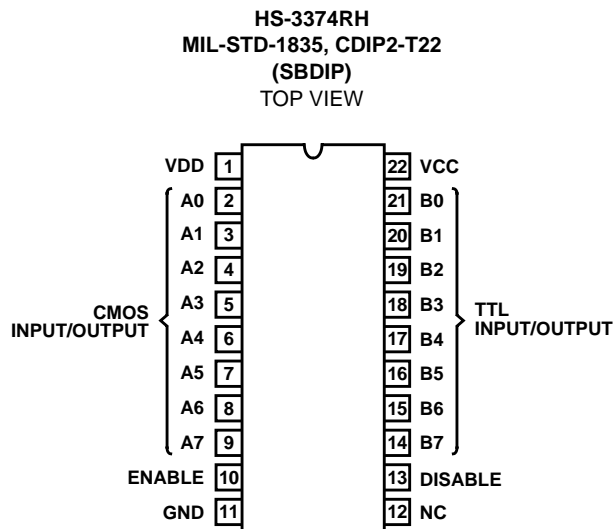 HS-3374RH
MIL-STD-1835, CDIP2-T22
(SBDIP)
TOP VIEW
VDD 1 22 VCC
A0 2 21 B0
A1 3 20 B1
A2 4 19 B2
A3 5 18 B3
CMOS INPUT/OUTPUT
TTL INPUT/OUTPUT
A4 6 17 B4
A5 7 16 B5
A6 8 15 B6
A7 9 14 B7
ENABLE 10 13 DISABLE
GND 11 12 NC